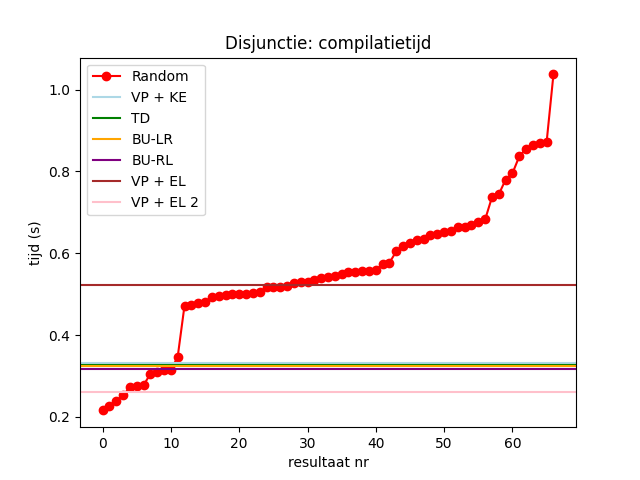 Disjunctie: compilatietijd
Random
VP + KE
TD
BU-LR
BU-RL
VP + EL
VP + EL 2
tijd (s)
1.0
0.8
0.6
0.4
0.2
0 10 20 30 40 50 60
resultaat nr